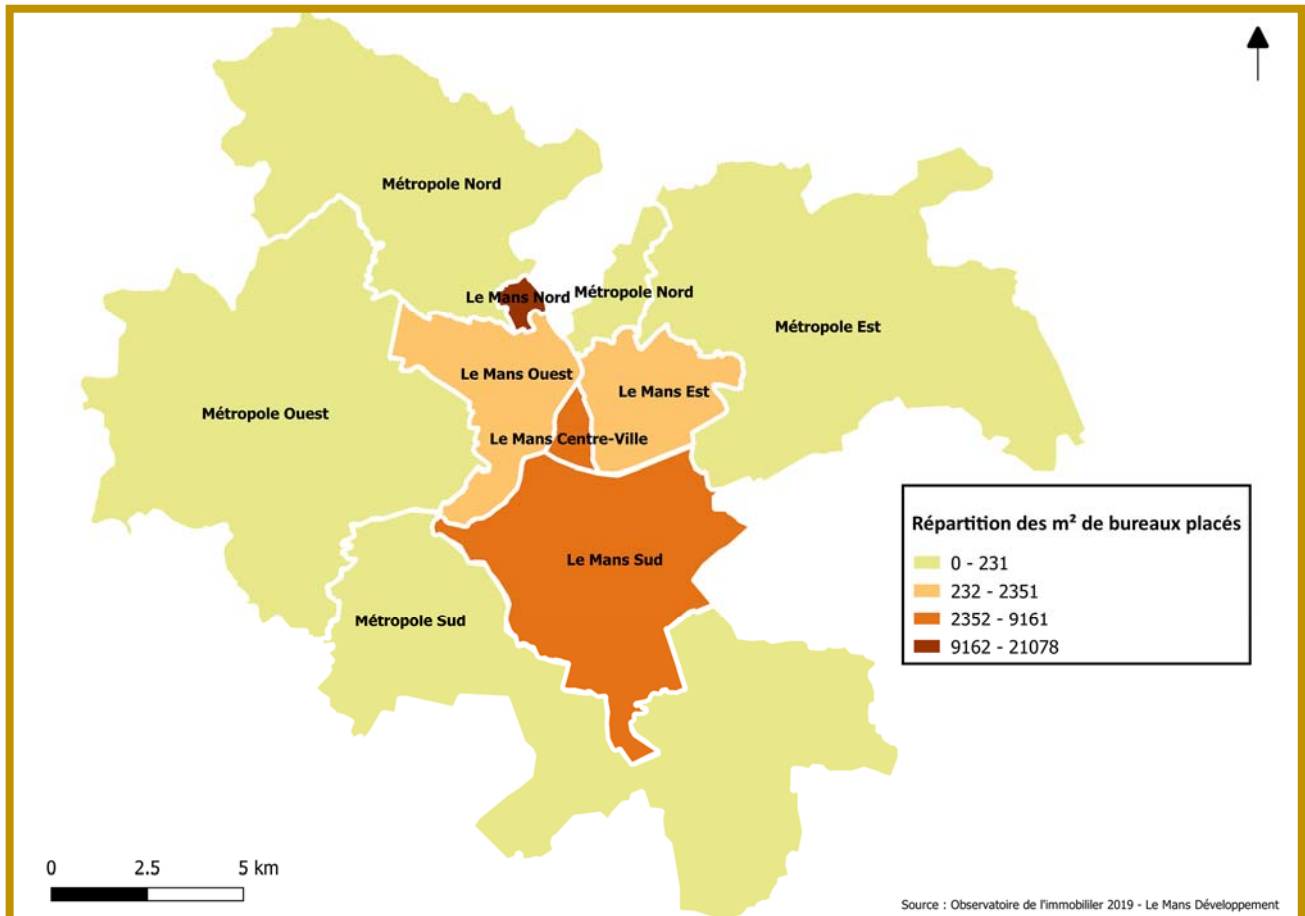 Métropole Nord
Le Mans Nord
Métropole Nord
Métropole Est
Le Mans Ouest
Le Mans Est
Métropole Ouest
Le Mans Centre-Ville
Le Mans Sud
Métropole Sud
Répartition des m² de bureaux placés
0 - 231
232 - 2351
2352 - 9161
9162 - 21078
0 2.5 5 km
Source : Observatoire de l'immobililer 2019 - Le Mans Développement